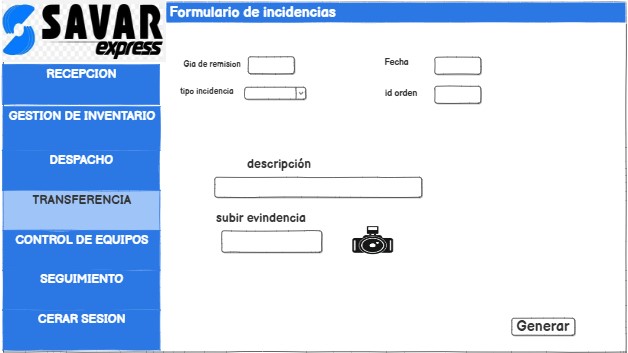 SAVAR
express
Formulario de incidencias
RECEPCION
GESTION DE INVENTARIO
DESPACHO
TRANSFERENCIA
CONTROL DE EQUIPOS
SEGUIMIENTO
CERAR SESION
Gia de remision
Fecha
tipo incidencia
id orden
descripción
subir evindencia
Generar